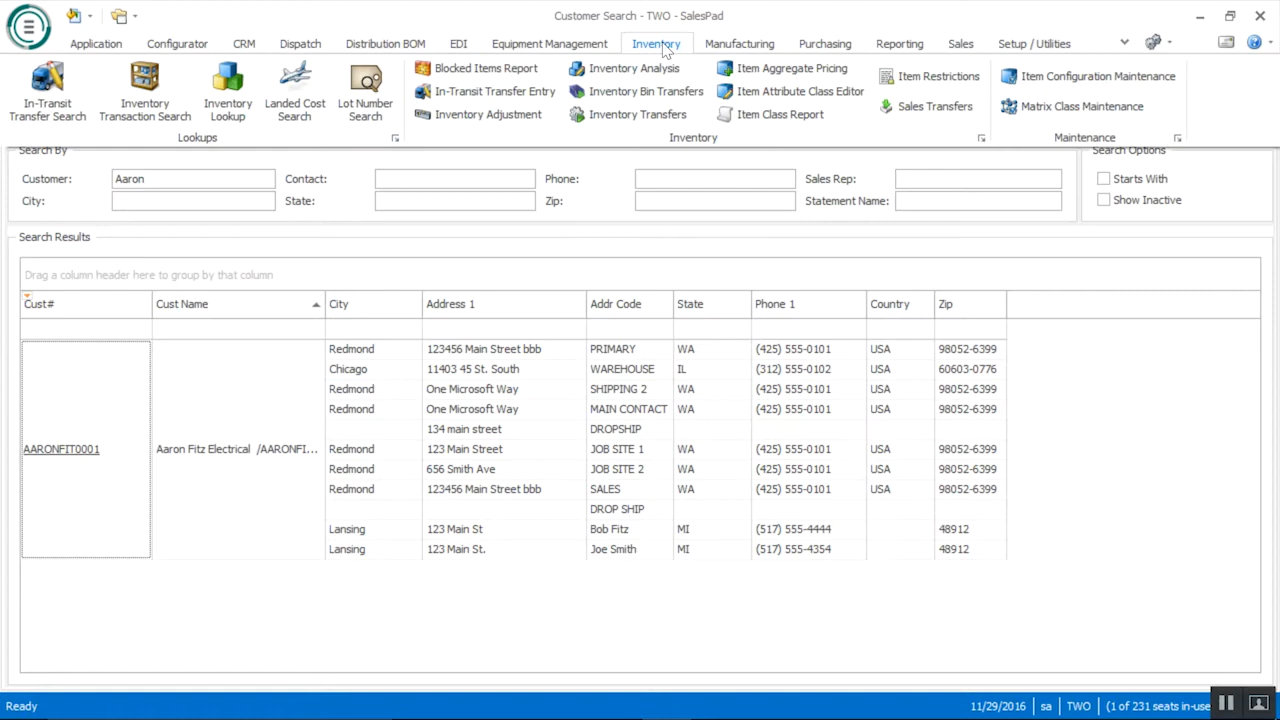 Customer Search - TWO - SalesPad
Application Configurator CRM Dispatch Distribution BOM EDI Equipment Management Inventory Manufacturing Purchasing Reporting Sales Setup / Utilities
In-Transit Transfer Search
Inventory Transaction Search
Inventory Lookup
Landed Cost Search
Lot Number Search
Lookups
Blocked Items Report
In-Transit Transfer Entry
Inventory Adjustment
Inventory Analysis
Inventory Bin Transfers
Inventory Transfers
Item Aggregate Pricing
Item Attribute Class Editor
Item Class Report
Item Restrictions
Sales Transfers
Inventory
Item Configuration Maintenance
Matrix Class Maintenance
Maintenance
Search By
Customer: Aaron Contact: Phone: Sales Rep:
City: State: Zip: Statement Name:
Search Options
Starts With
Show Inactive
Search Results
Drag a column header here to group by that column
Cust# Cust Name City Address 1 Addr Code State Phone 1 Country Zip
Redmond 123456 Main Street bbb PRIMARY WA (425) 555-0101 USA 98052-6399
Chicago 11403 45 St. South WAREHOUSE IL (312) 555-0102 USA 60603-0776
Redmond One Microsoft Way SHIPPING 2 WA (425) 555-0101 USA 98052-6399
Redmond One Microsoft Way MAIN CONTACT WA (425) 555-0101 USA 98052-6399
134 main street DROPSHIP
AARONFIT0001 Aaron Fitz Electrical /AARONFI... Redmond 123 Main Street JOB SITE 1 WA (425) 555-0101 USA 98052-6399
Redmond 656 Smith Ave JOB SITE 2 WA (425) 555-0101 USA 98052-6399
Redmond 123456 Main Street bbb SALES WA (425) 555-0101 USA 98052-6399
DROP SHIP
Lansing 123 Main St Bob Fitz MI (517) 555-4444 48912
Lansing 123 Main St. Joe Smith MI (517) 555-4354 48912
Ready 11/29/2016 sa TWO (1 of 231 seats in-use